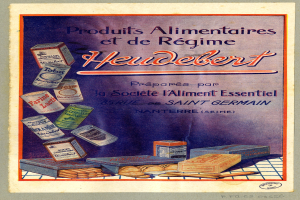 Produits Alimentaires
et de Régime
Heudebert
Préparés par
la Société l'Aliment Essentiel
SAINT GERMAIN
NANTERRE (SEINE)